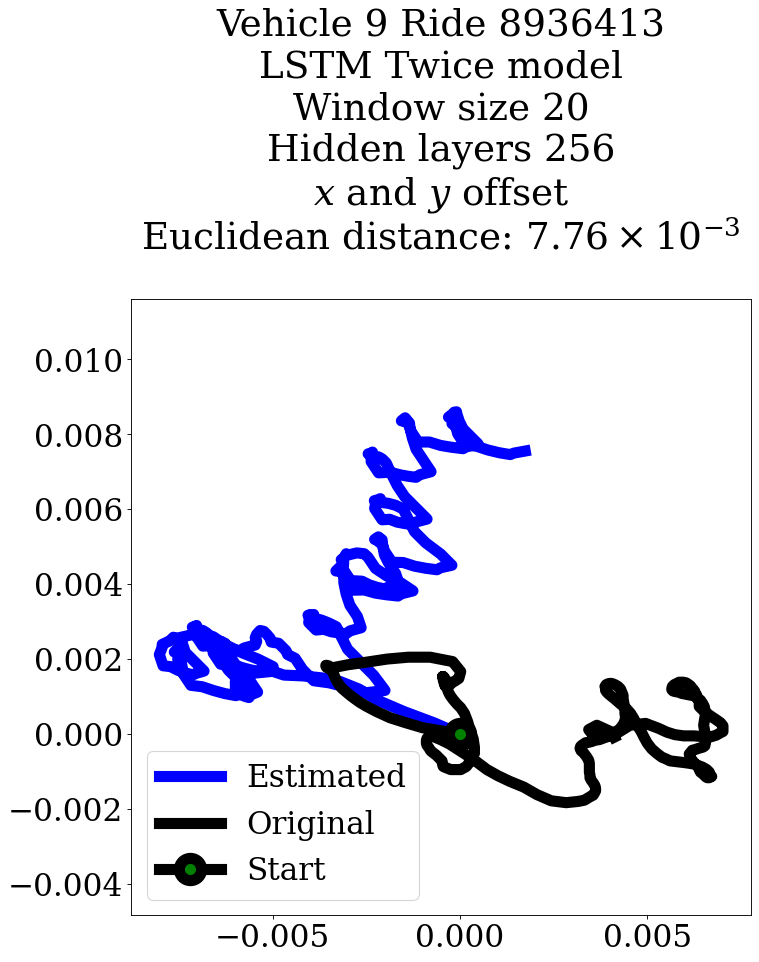 Vehicle 9 Ride 8936413
LSTM Twice model
Window size 20
Hidden layers 256
x and y offset
Euclidean distance: 7.76 × 10⁻³
0.010
0.008
0.006
0.004
0.002
0.000
−0.002
−0.004
Estimated
Original
Start
−0.005 0.000 0.005